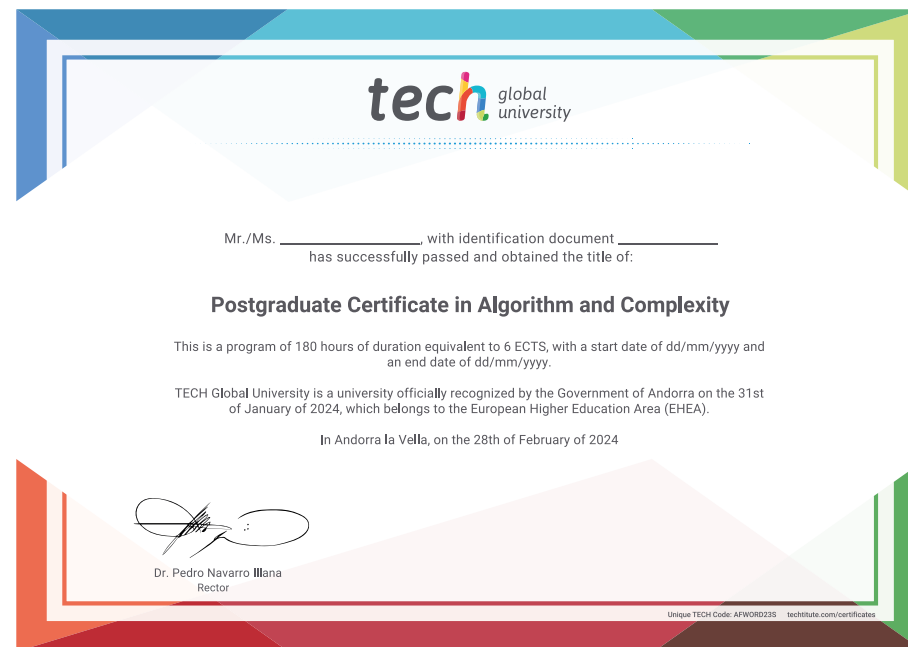 tech global university
Mr./Ms. ____________________, with identification document ______________
has successfully passed and obtained the title of:
Postgraduate Certificate in Algorithm and Complexity
This is a program of 180 hours of duration equivalent to 6 ECTS, with a start date of dd/mm/yyyy and
an end date of dd/mm/yyyy.
TECH Global University is a university officially recognized by the Government of Andorra on the 31st
of January of 2024, which belongs to the European Higher Education Area (EHEA).
In Andorra la Vella, on the 28th of February of 2024
Dr. Pedro Navarro Illana
Rector
Unique TECH Code: AFWORD23S techtitute.com/certificates